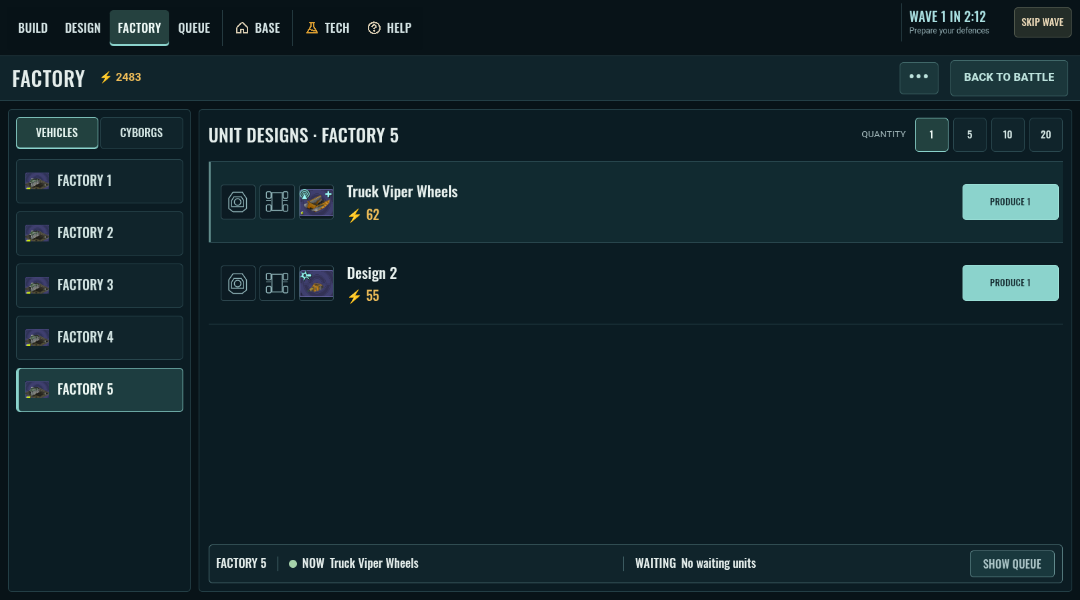 BUILD DESIGN FACTORY QUEUE BASE TECH HELP
WAVE 1 IN 2:12
Prepare your defences
SKIP WAVE
FACTORY ⚡ 2483
••• BACK TO BATTLE
VEHICLES CYBORGS
FACTORY 1
FACTORY 2
FACTORY 3
FACTORY 4
FACTORY 5
UNIT DESIGNS · FACTORY 5
QUANTITY 1 5 10 20
Truck Viper Wheels
⚡ 62
PRODUCE 1
Design 2
⚡ 55
PRODUCE 1
FACTORY 5 NOW Truck Viper Wheels WAITING No waiting units SHOW QUEUE